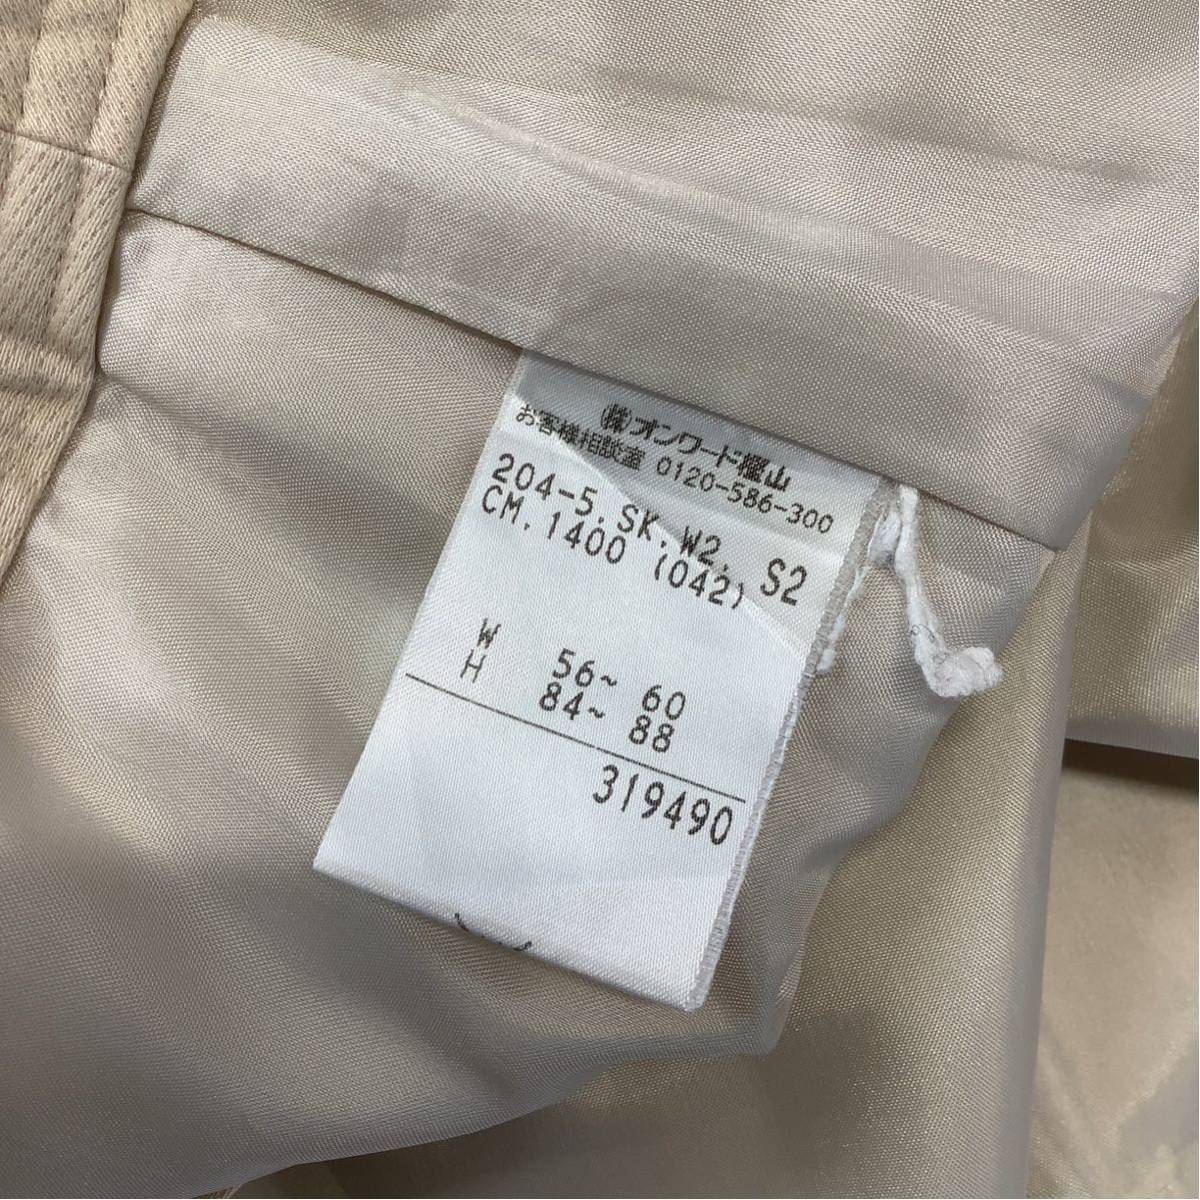 ㈱オンワード樫山
お客様相談室 0120-586-300
204-5.SK.W2. S2
CM.1400 (042)
W 56~ 60
H 84~ 88
319490